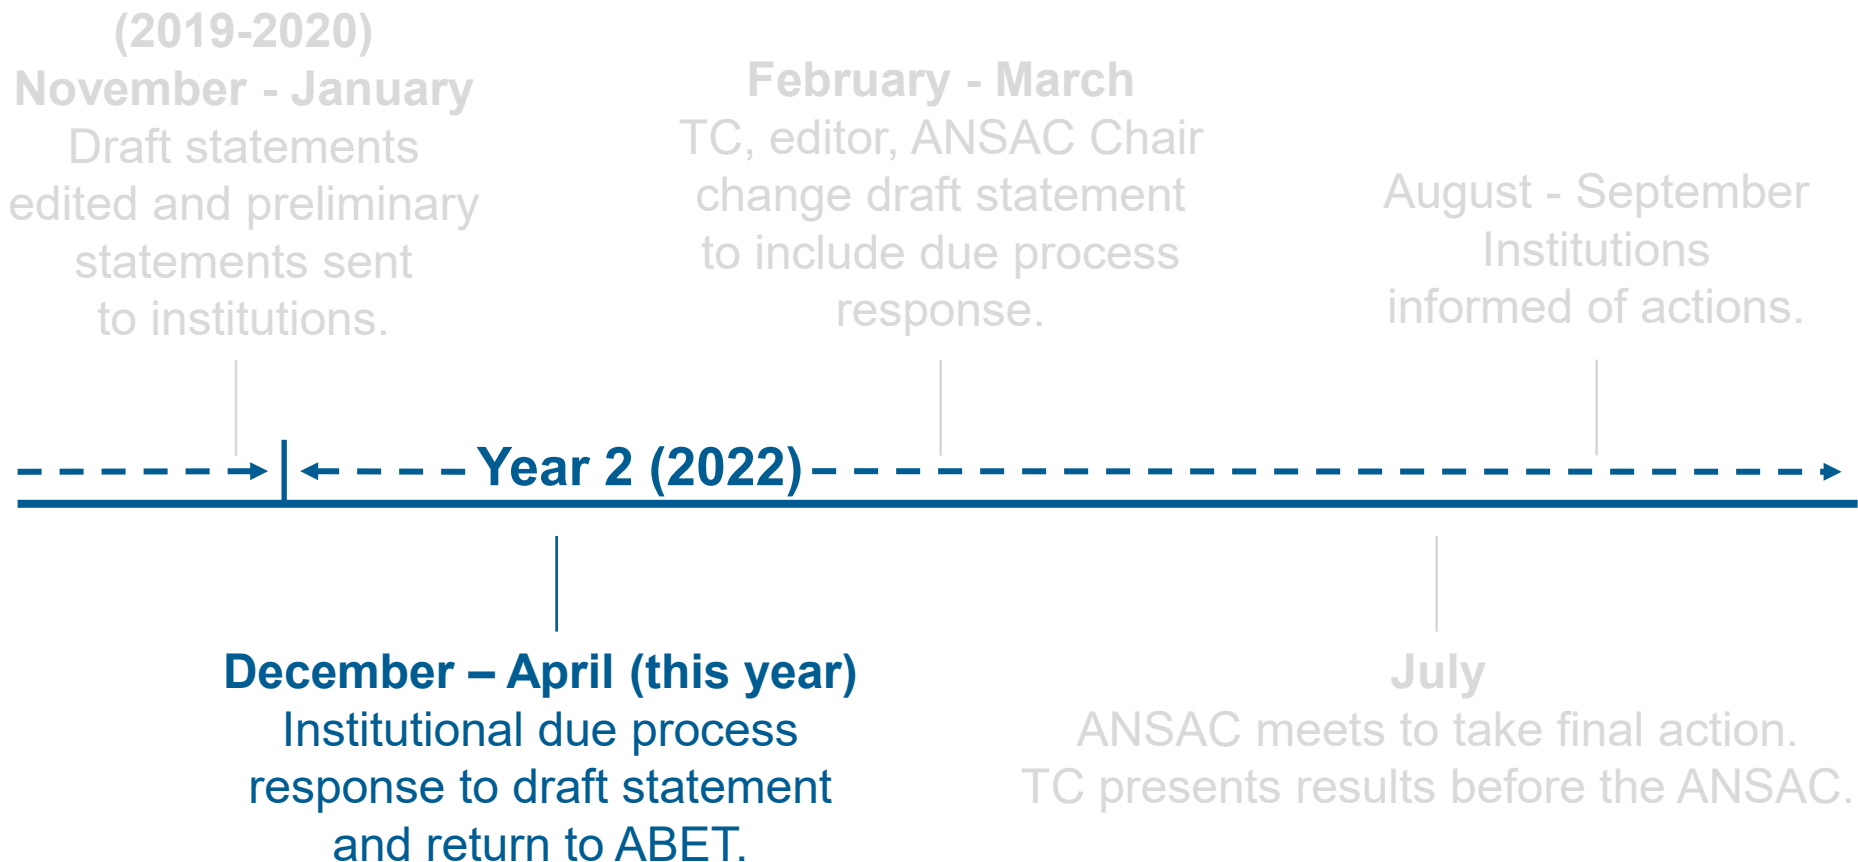 (2019-2020)
November - January
Draft statements
edited and preliminary
statements sent
to institutions.
February - March
TC, editor, ANSAC Chair
change draft statement
to include due process
response.
August - September
Institutions
informed of actions.
Year 2 (2022)
December – April (this year)
Institutional due process
response to draft statement
and return to ABET.
July
ANSAC meets to take final action.
TC presents results before the ANSAC.